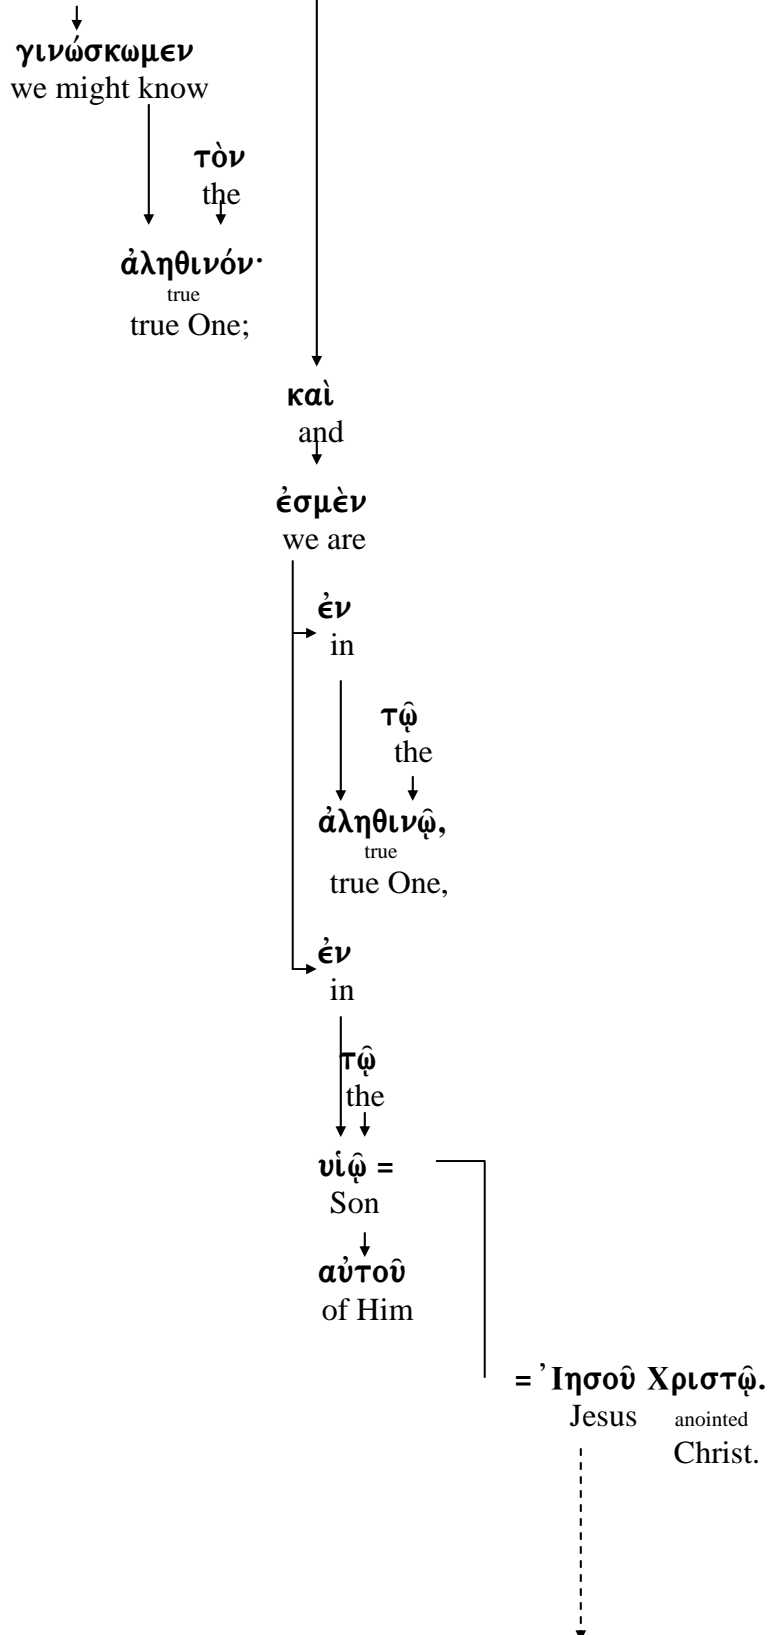 γινώσκωμεν
we might know
τὸν
the
ἀληθινόν·
true
true One;
καὶ
and
ἐσμὲν
we are
ἐν
in
τῷ
the
ἀληθινῷ,
true
true One,
ἐν
in
τῷ
the
υἱῷ =
Son
αὐτοῦ
of Him
= Ἰησοῦ Χριστῷ.
Jesus anointed
Christ.